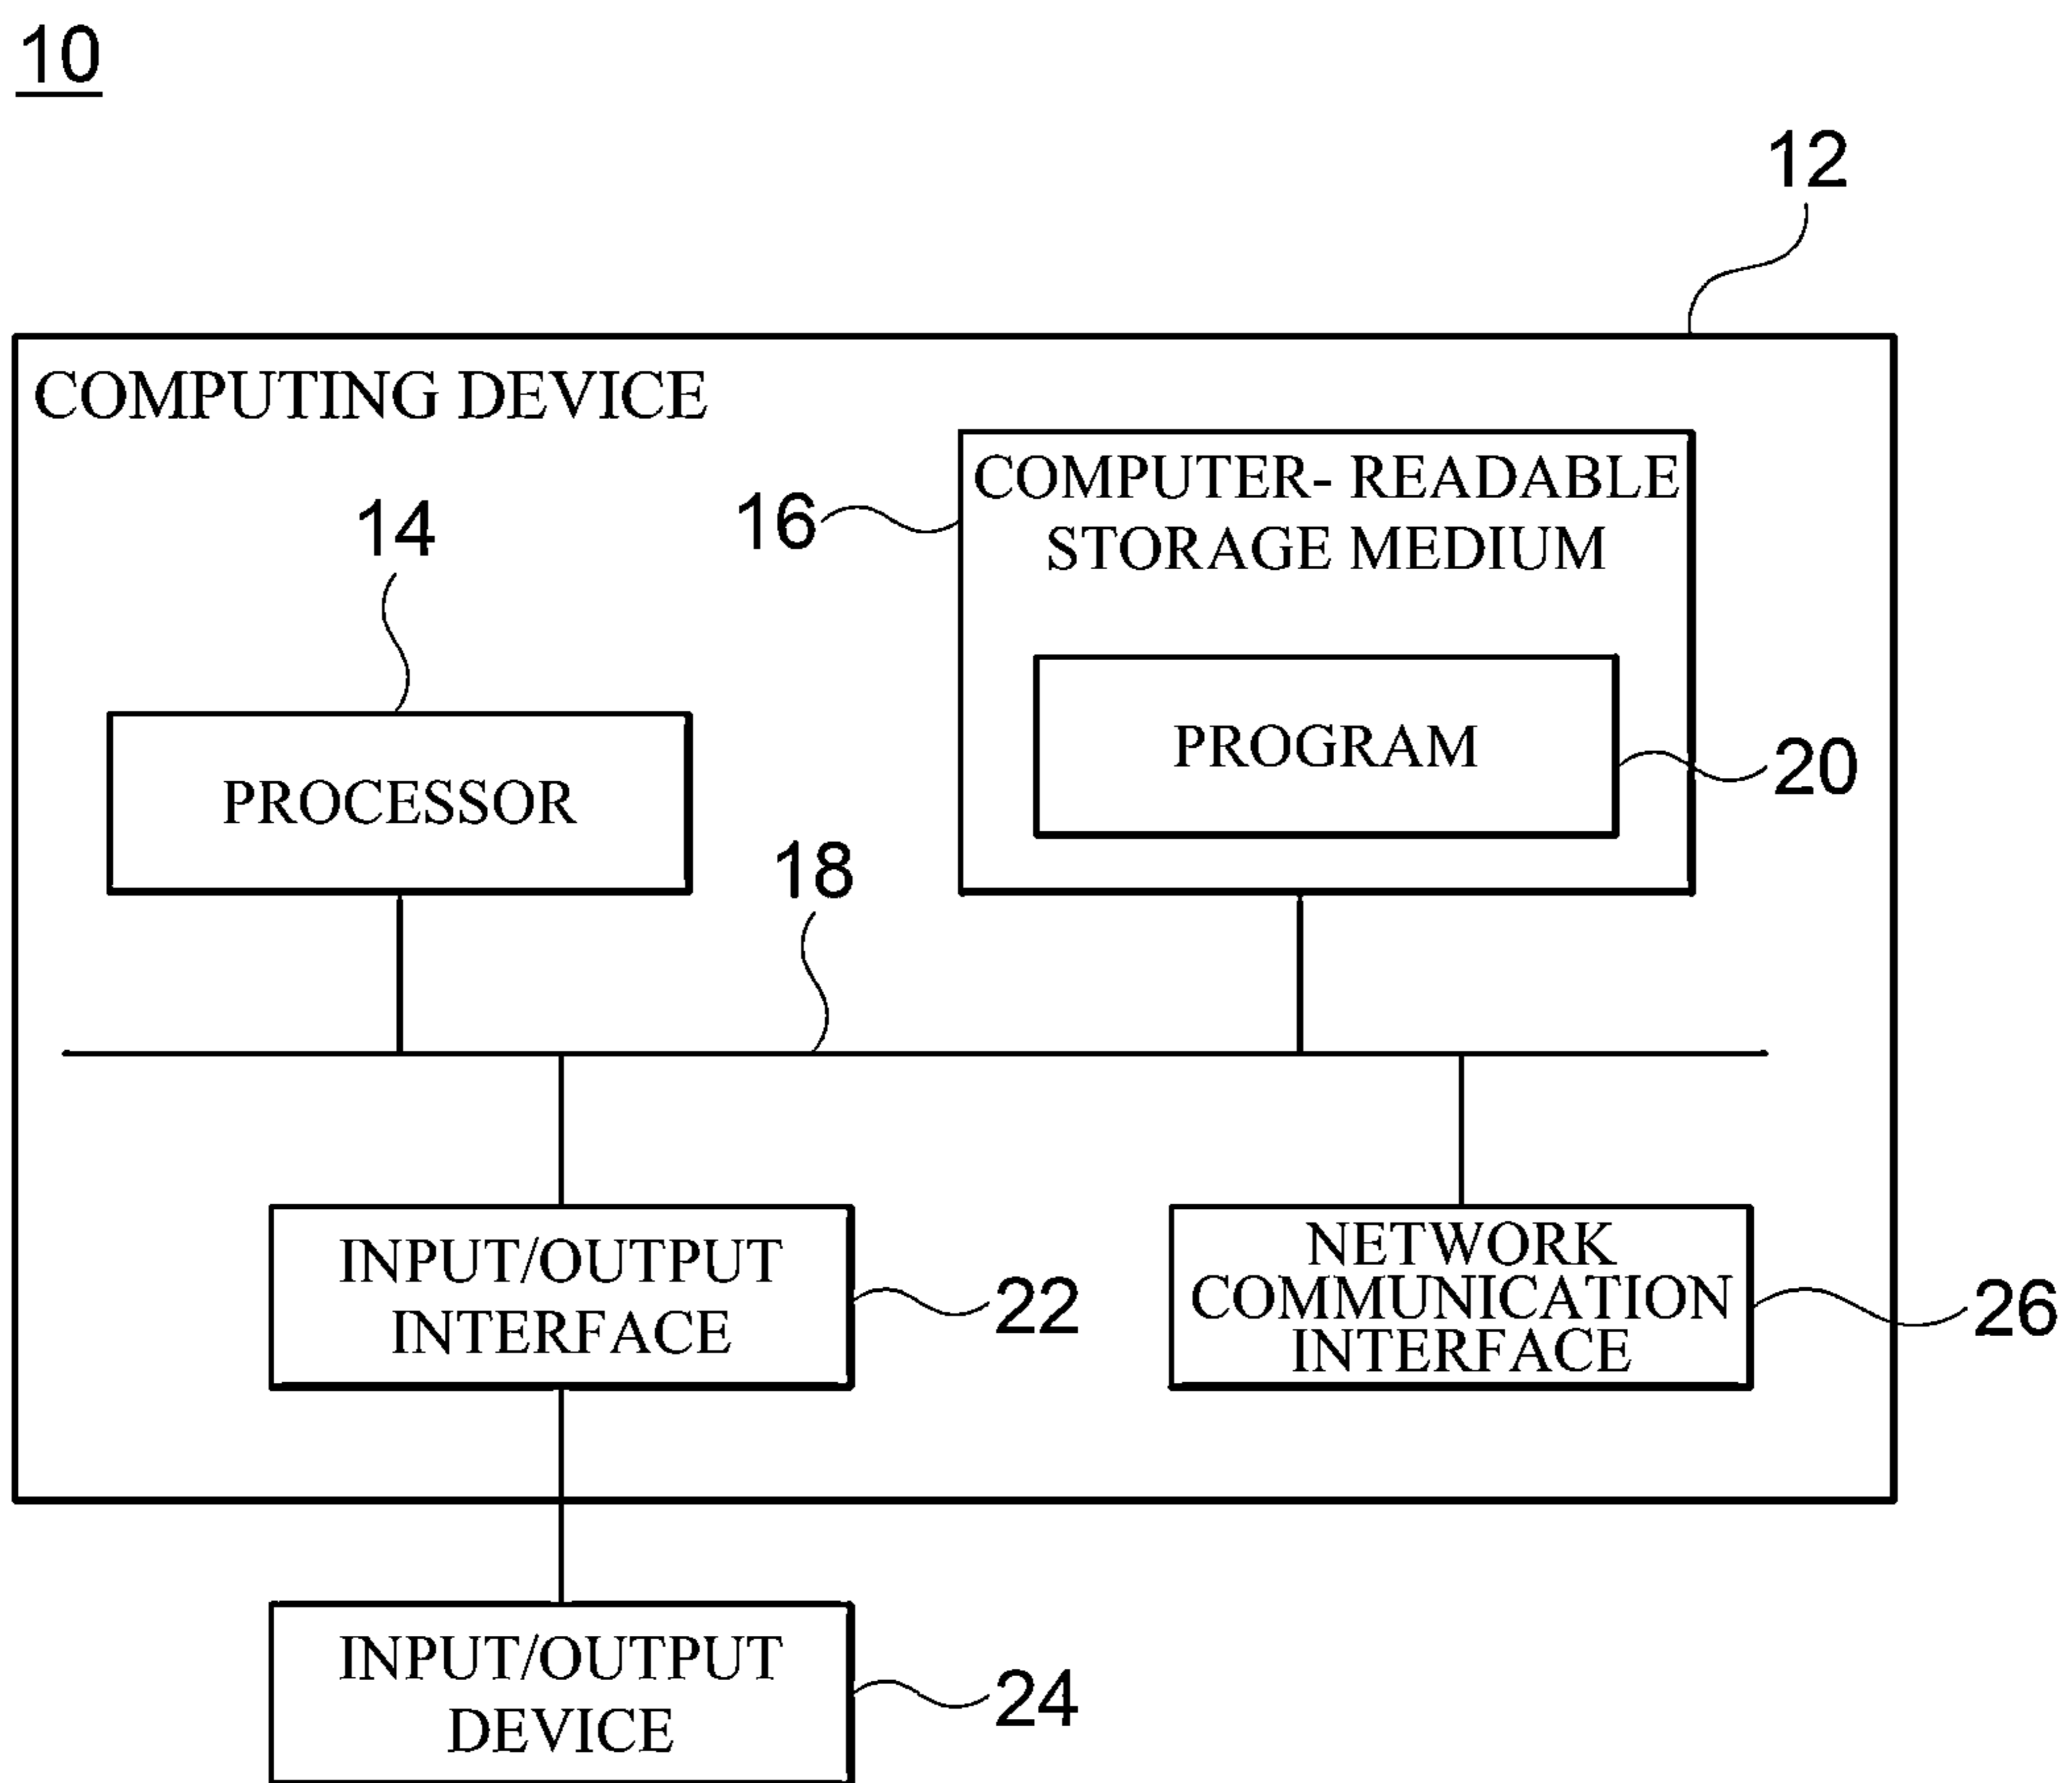 10
12
COMPUTING DEVICE
COMPUTER- READABLE
STORAGE MEDIUM
16
14
PROGRAM
20
PROCESSOR
18
INPUT/OUTPUT
INTERFACE
22
NETWORK
COMMUNICATION
INTERFACE
26
INPUT/OUTPUT
DEVICE
24